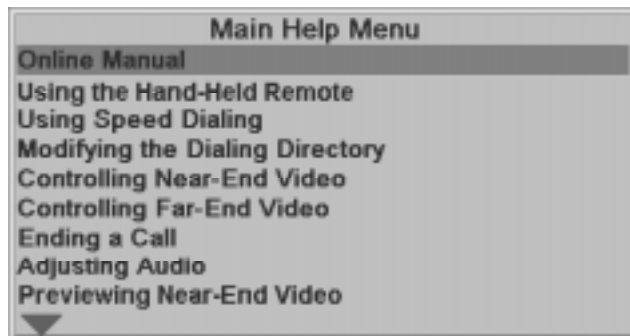 Main Help Menu
Online Manual
Using the Hand-Held Remote
Using Speed Dialing
Modifying the Dialing Directory
Controlling Near-End Video
Controlling Far-End Video
Ending a Call
Adjusting Audio
Previewing Near-End Video